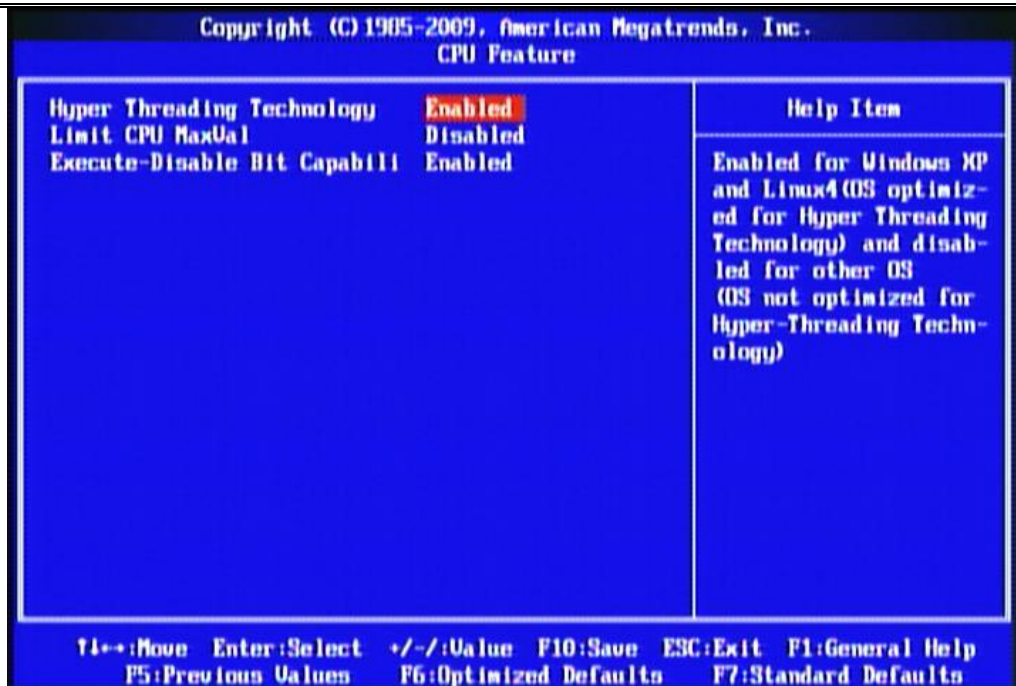 Copyright (C)1985-2009, American Megatrends, Inc.
CPU Feature
Hyper Threading Technology Enabled
Limit CPU MaxVal Disabled
Execute-Disable Bit Capabili Enabled
Help Item
Enabled for Windows XP
and Linux4(OS optimiz-
ed for Hyper Threading
Technology) and disab-
led for other OS
(OS not optimized for
Hyper-Threading Techn-
ology)
↑↓←→:Move Enter:Select +/-/:Value F10:Save ESC:Exit F1:General Help
F5:Previous Values F6:Optimized Defaults F7:Standard Defaults